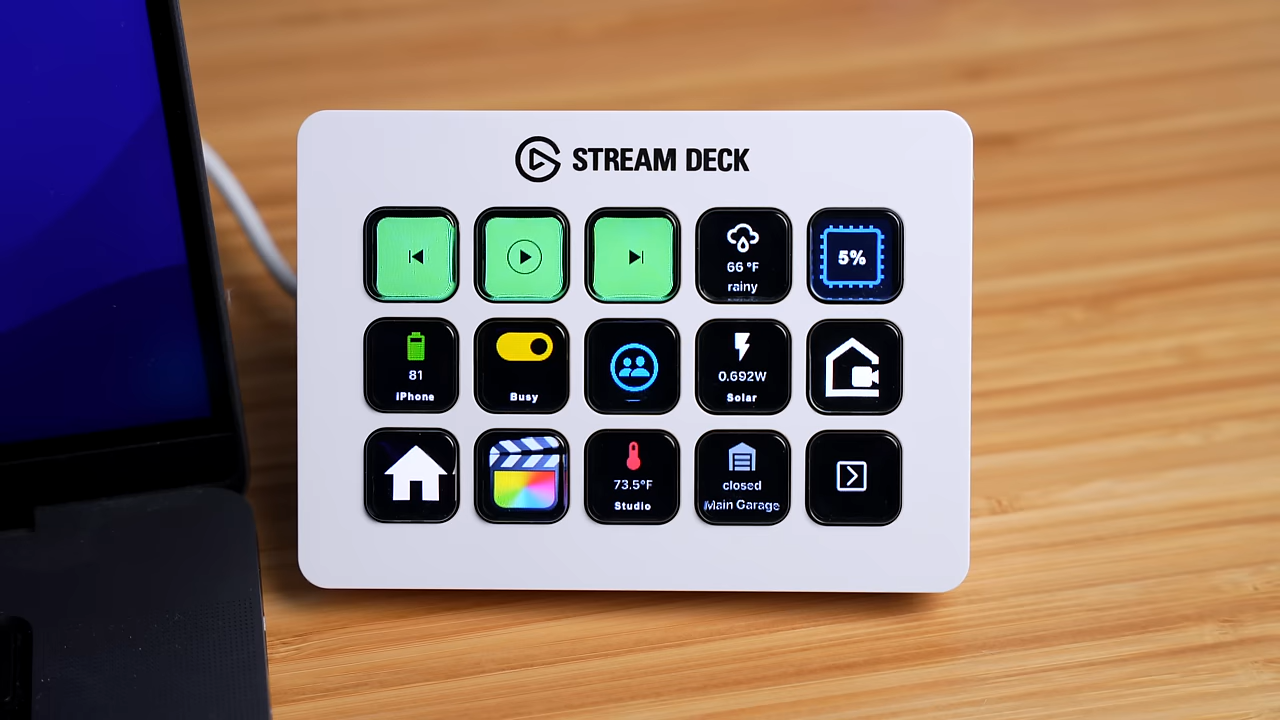 STREAM DECK
66 °F
rainy
5%
81
iPhone
Busy
0.692W
Solar
73.5°F
Studio
closed
Main Garage